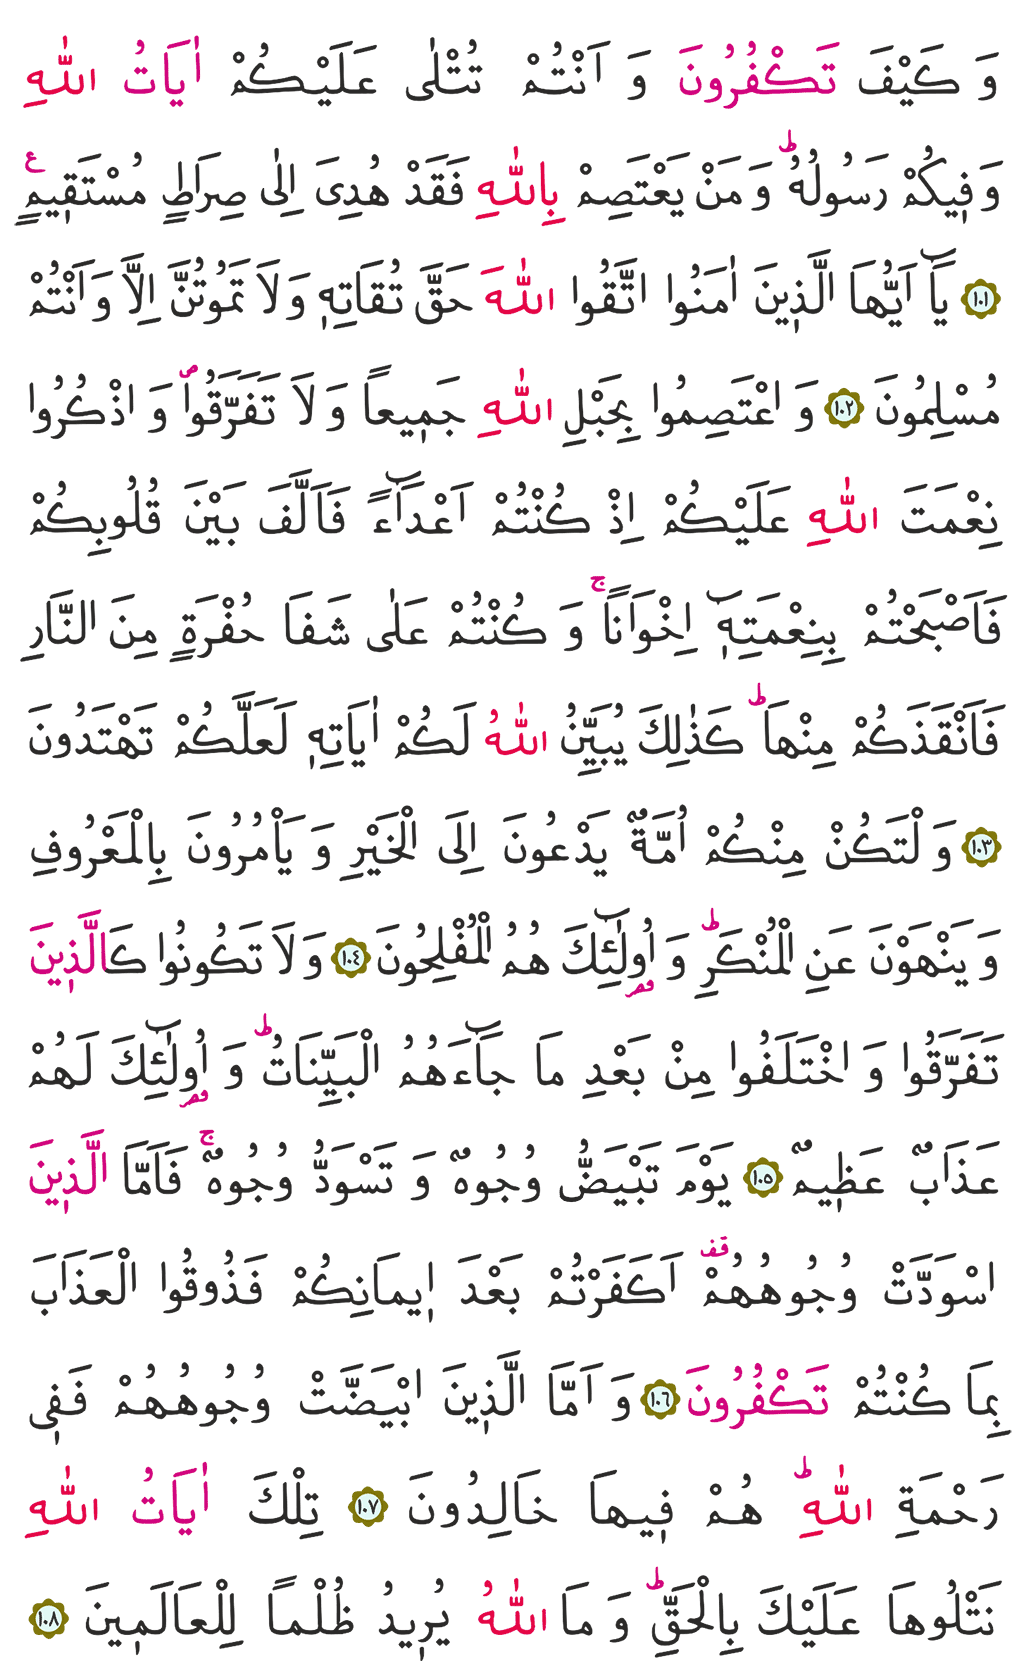 وَ كَيْفَ تَكْفُرُونَ وَ اَنْتُمْ تُتْلٰى عَلَيْكُمْ اٰيَاتُ اللّٰهِ
وَ ف۪يكُمْ رَسُولُهُۜ وَ مَنْ يَعْتَصِمْ بِاللّٰهِ فَقَدْ هُدِىَ اِلٰى صِرَاطٍ مُسْتَق۪يمٍ۟
﴿١٠١﴾ يَٓا اَيُّهَا الَّذ۪ينَ اٰمَنُوا اتَّقُوا اللّٰهَ حَقَّ تُقَاتِه۪ وَ لَا تَمُوتُنَّ اِلَّا وَ اَنْتُمْ
مُسْلِمُونَ ﴿١٠٢﴾ وَ اعْتَصِمُوا بِحَبْلِ اللّٰهِ جَم۪يعاً وَ لَا تَفَرَّقُواۖ وَ اذْكُرُوا
نِعْمَتَ اللّٰهِ عَلَيْكُمْ اِذْ كُنْتُمْ اَعْدَٓاءً فَاَلَّفَ بَيْنَ قُلُوبِكُمْ
فَاَصْبَحْتُمْ بِنِعْمَتِه۪ٓ اِخْوَانًاۚ وَ كُنْتُمْ عَلٰى شَفَا حُفْرَةٍ مِنَ النَّارِ
فَاَنْقَذَكُمْ مِنْهَاۜ كَذٰلِكَ يُبَيِّنُ اللّٰهُ لَكُمْ اٰيَاتِه۪ لَعَلَّكُمْ تَهْتَدُونَ
﴿١٠٣﴾ وَ لْتَكُنْ مِنْكُمْ اُمَّةٌ يَدْعُونَ اِلَى الْخَيْرِ وَ يَاْمُرُونَ بِالْمَعْرُوفِ
وَ يَنْهَوْنَ عَنِ الْمُنْكَرِۜ وَ اُو۬لٰٓئِكَ هُمُ الْمُفْلِحُونَ ﴿١٠٤﴾ وَ لَا تَكُونُوا كَالَّذ۪ينَ
تَفَرَّقُوا وَ اخْتَلَفُوا مِنْ بَعْدِ مَا جَٓاءَهُمُ الْبَيِّنَاتُۜ وَ اُو۬لٰٓئِكَ لَهُمْ
عَذَابٌ عَظ۪يمٌ ﴿١٠٥﴾ يَوْمَ تَبْيَضُّ وُجُوهٌ وَ تَسْوَدُّ وُجُوهٌۚ فَاَمَّا الَّذ۪ينَ
اسْوَدَّتْ وُجُوهُهُمْ۠ اَكَفَرْتُمْ بَعْدَ ا۪يمَانِكُمْ فَذُوقُوا الْعَذَابَ
بِمَا كُنْتُمْ تَكْفُرُونَ ﴿١٠٦﴾ وَ اَمَّا الَّذ۪ينَ ابْيَضَّتْ وُجُوهُهُمْ فَف۪ى
رَحْمَةِ اللّٰهِۜ هُمْ ف۪يهَا خَالِدُونَ ﴿١٠٧﴾ تِلْكَ اٰيَاتُ اللّٰهِ
نَتْلُوهَا عَلَيْكَ بِالْحَقِّۜ وَ مَا اللّٰهُ يُر۪يدُ ظُلْمًا لِلْعَالَم۪ينَ ﴿١٠٨﴾